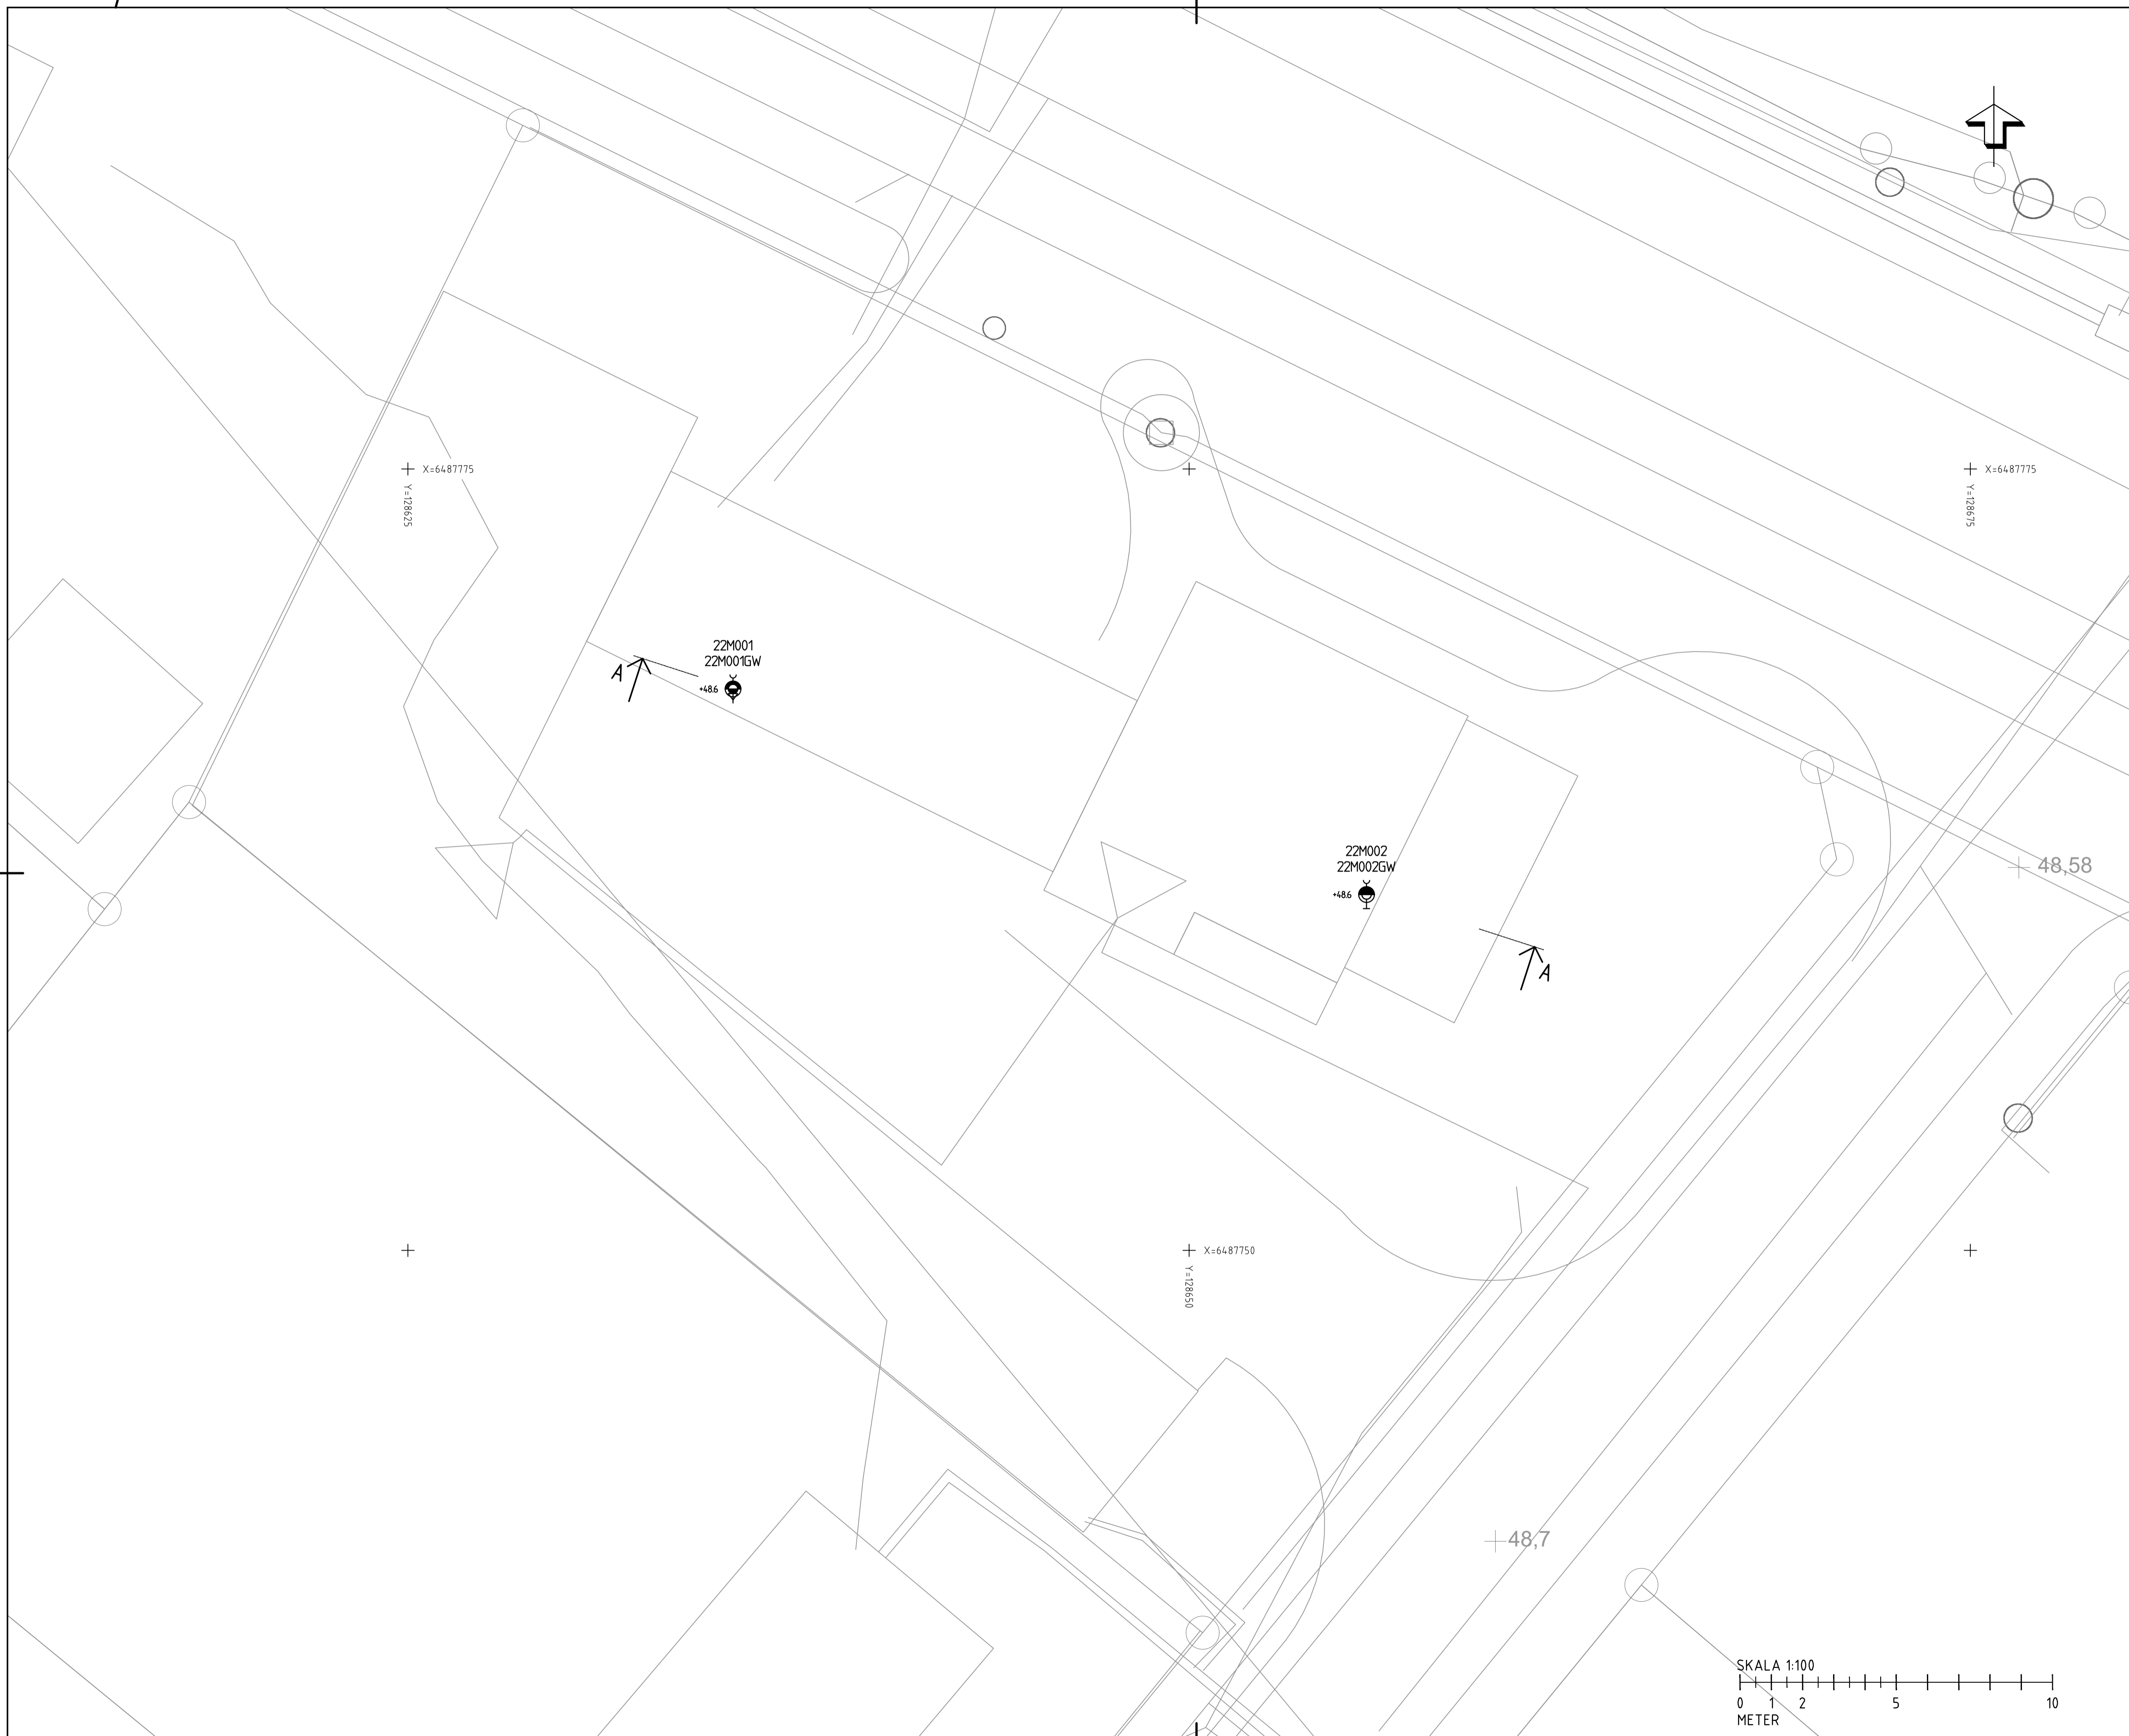 X=6487775
Y=128625
X=6487775
Y=128675
22M001
22M001GW
+48.6
A
22M002
22M002GW
+48.6
A
48,58
X=6487750
Y=128650
48,7
SKALA 1:100
0 1 2 5 10
METER